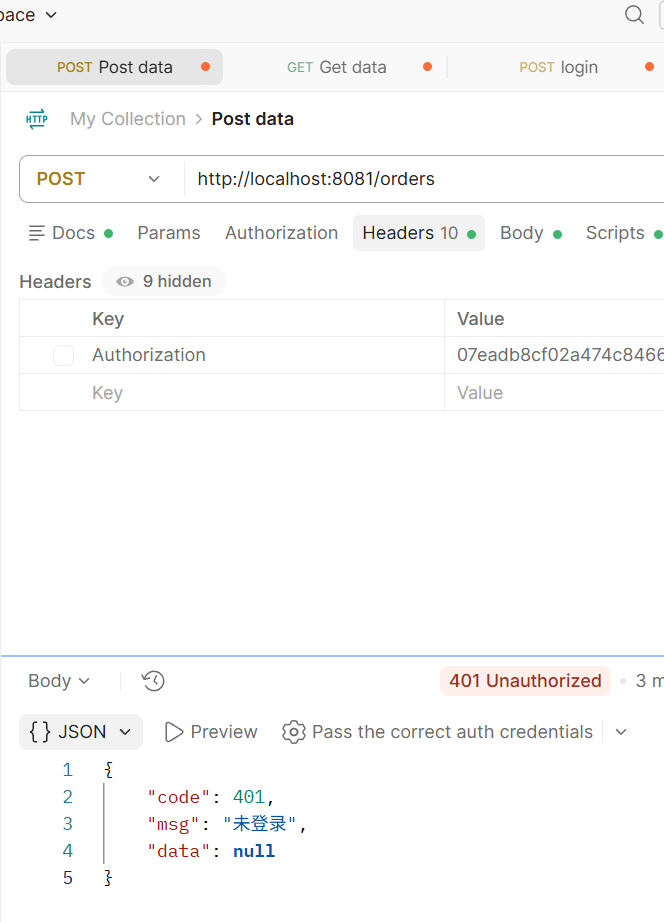 pace
POST Post data GET Get data POST login
HTTP My Collection > Post data
POST http://localhost:8081/orders
Docs Params Authorization Headers 10 Body Scripts
Headers 9 hidden
Key Value
Authorization 07eadb8cf02a474c8466
Key Value
Body 401 Unauthorized 3 m
{} JSON Preview Pass the correct auth credentials
1 {
2 "code": 401,
3 "msg": "未登录",
4 "data": null
5 }